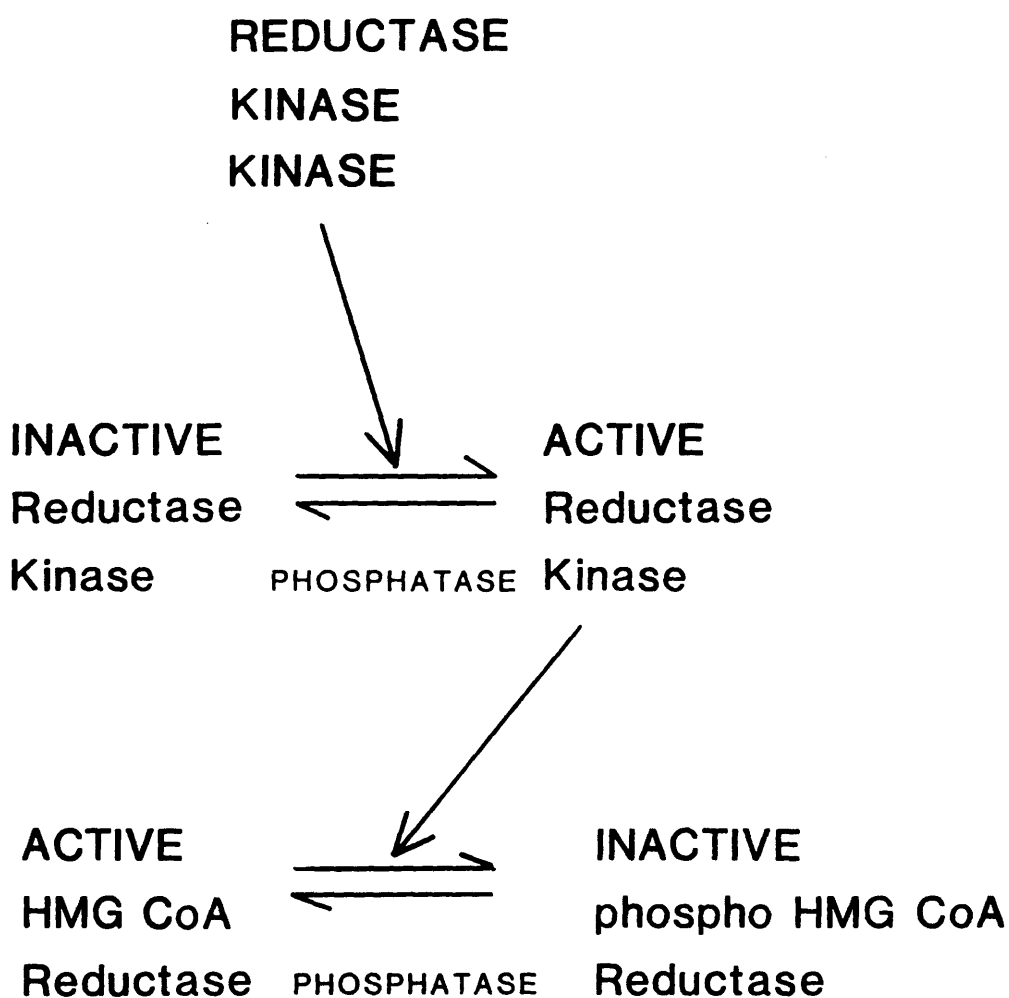 REDUCTASE
KINASE
KINASE
INACTIVE
Reductase
Kinase
PHOSPHATASE
ACTIVE
Reductase
Kinase
ACTIVE
HMG CoA
Reductase
PHOSPHATASE
INACTIVE
phospho HMG CoA
Reductase